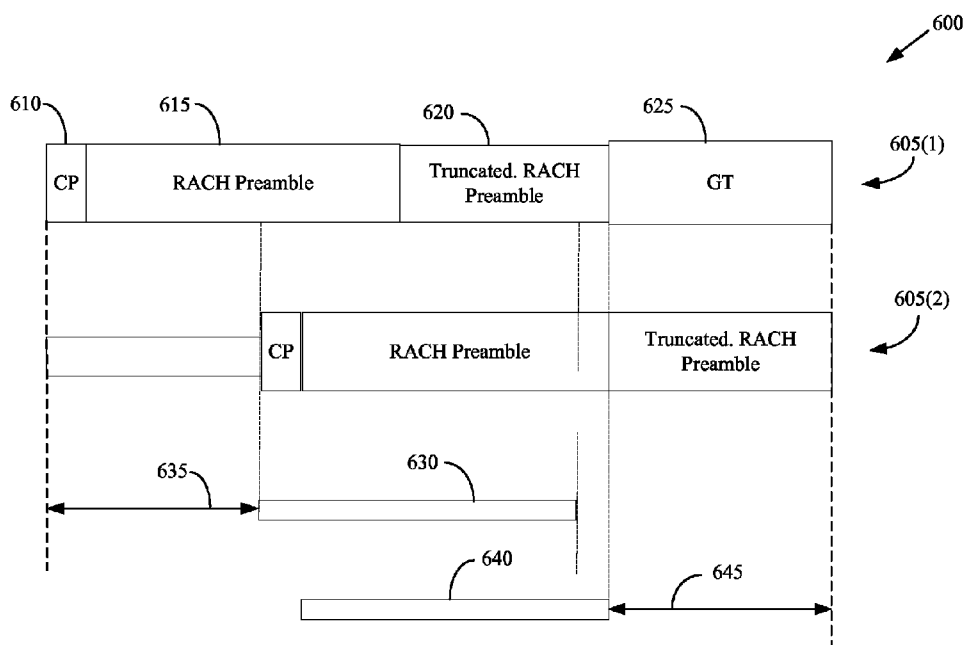 600
610
615
620
625
605(1)
CP
RACH Preamble
Truncated. RACH
Preamble
GT
605(2)
CP
RACH Preamble
Truncated. RACH
Preamble
635
630
640
645